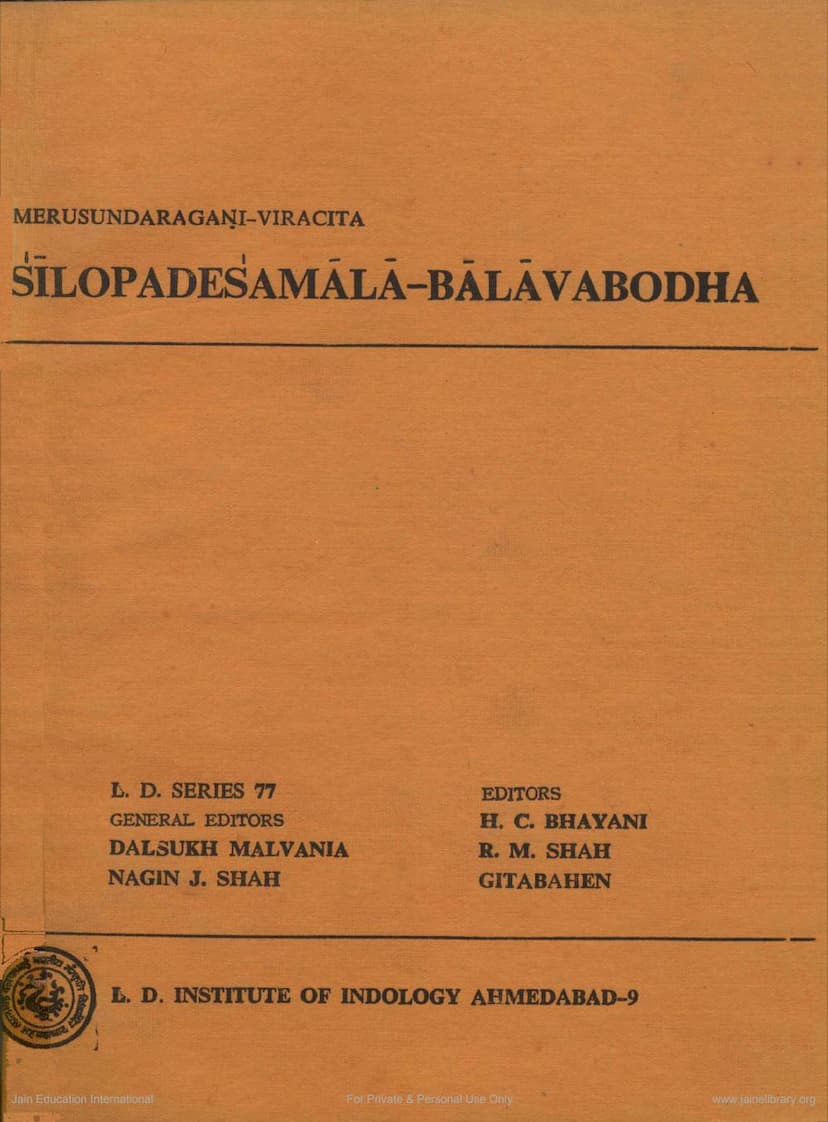 MERUSUNDARAGAṆI-VIRACITA
ŚĪLOPADEŚAMĀLĀ-BĀLĀVABODHA
L. D. SERIES 77
GENERAL EDITORS
DALSUKH MALVANIA
NAGIN J. SHAH
EDITORS
H. C. BHAYANI
R. M. SHAH
GITABAHEN
L. D. INSTITUTE OF INDOLOGY AHMEDABAD-9
Jain Education International
For Private & Personal Use Only
www.jainelibrary.org